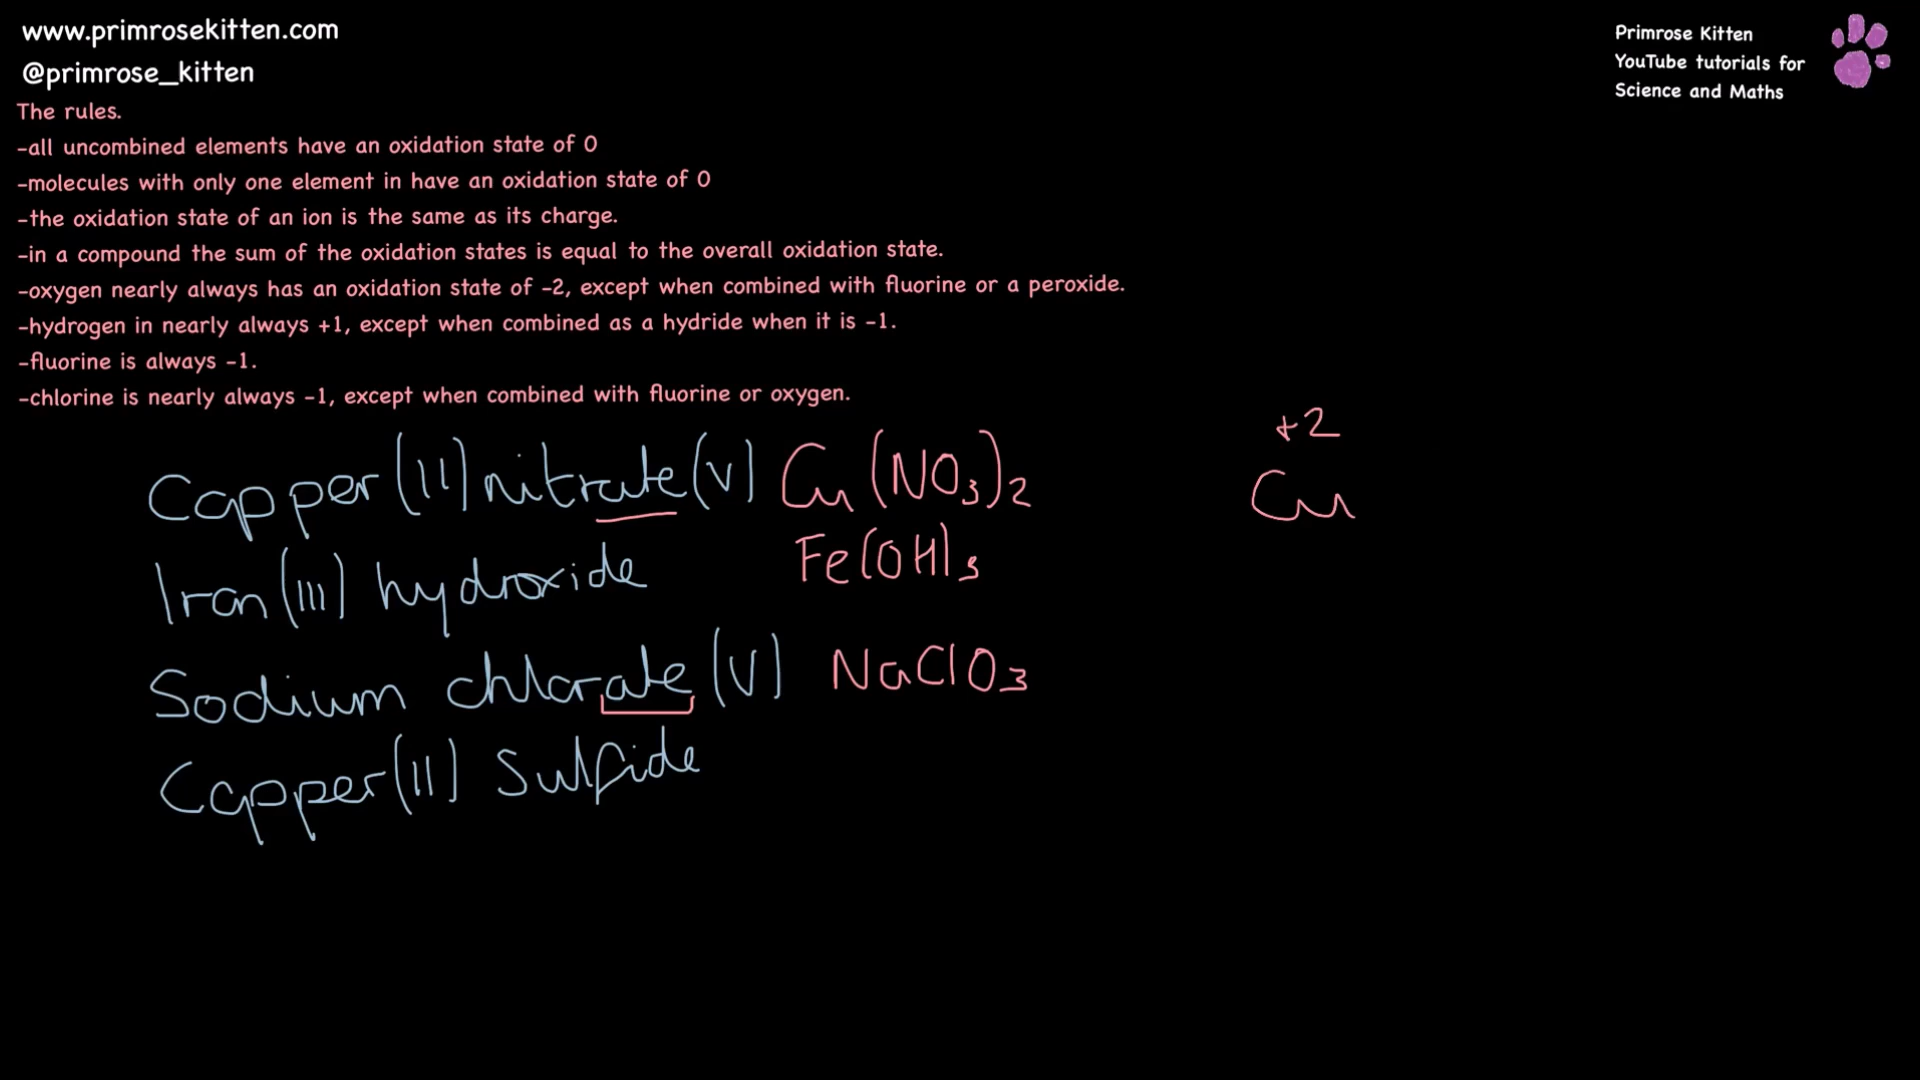 www.primrosekitten.com
@primrose_kitten
Primrose Kitten
YouTube tutorials for
Science and Maths
The rules.
-all uncombined elements have an oxidation state of 0
-molecules with only one element in have an oxidation state of 0
-the oxidation state of an ion is the same as its charge.
-in a compound the sum of the oxidation states is equal to the overall oxidation state.
-oxygen nearly always has an oxidation state of -2, except when combined with fluorine or a peroxide.
-hydrogen in nearly always +1, except when combined as a hydride when it is -1.
-fluorine is always -1.
-chlorine is nearly always -1, except when combined with fluorine or oxygen.
+2
Copper (II) nitrate (V) Cu(NO₃)₂ Cu
Iron (III) hydroxide Fe(OH)₃
Sodium chlorate (V) NaClO₃
Copper (II) Sulfide